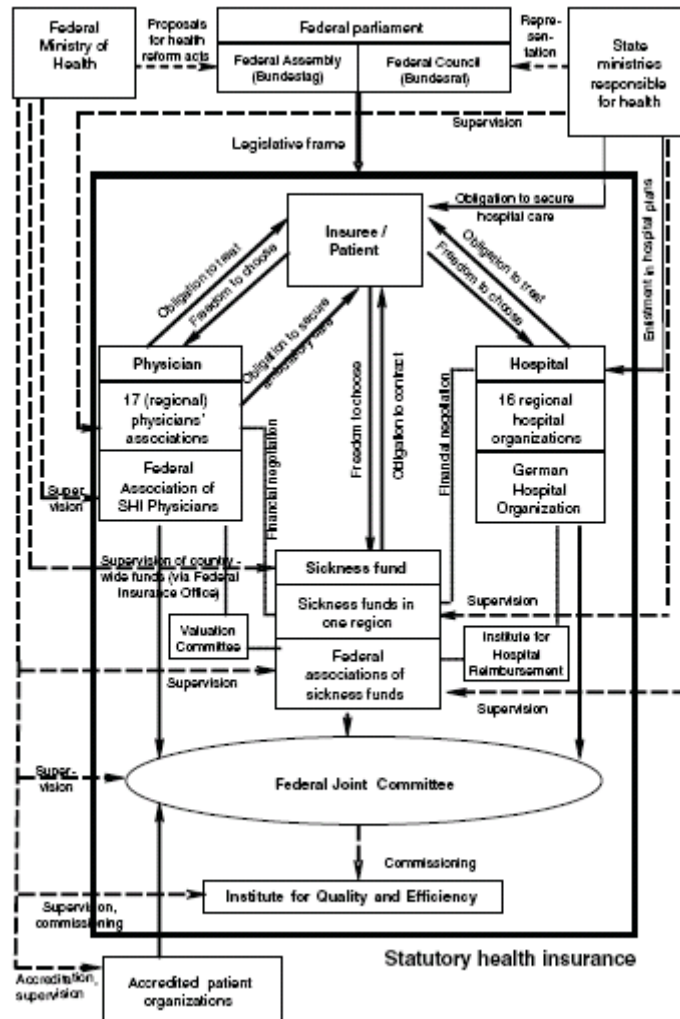 Federal
Ministry of
Health
Proposals
for health
reform acts
Federal parliament
Federal Assembly
(Bundestag)
Federal Council
(Bundesrat)
Repre-
sen-
tation
State
ministries
responsible
for health
Supervision
Legislative frame
Insuree /
Patient
Obligation to secure
hospital care
Enlistment in hospital plans
Obligation to treat
Freedom to choose
Obligation to secure
ambulatory care
Obligation to treat
Freedom to choose
Physician
17 (regional)
physicians'
associations
Federal
Association of
SHI Physicians
Financial negotiation
Freedom to choose
Obligation to contract
Financial negotiation
Hospital
16 regional
hospital
organizations
German
Hospital
Organization
Super-
vision
Supervision of country-
wide funds (via Federal
Insurance Office)
Sickness fund
Sickness funds in
one region
Federal
associations of
sickness funds
Supervision
Valuation
Committee
Institute for
Hospital
Reimbursement
Supervision
Supervision
Super-
vision
Federal Joint Committee
Commissioning
Institute for Quality and Efficiency
Supervision,
commissioning
Statutory health insurance
Accreditation,
supervision
Accredited patient
organizations